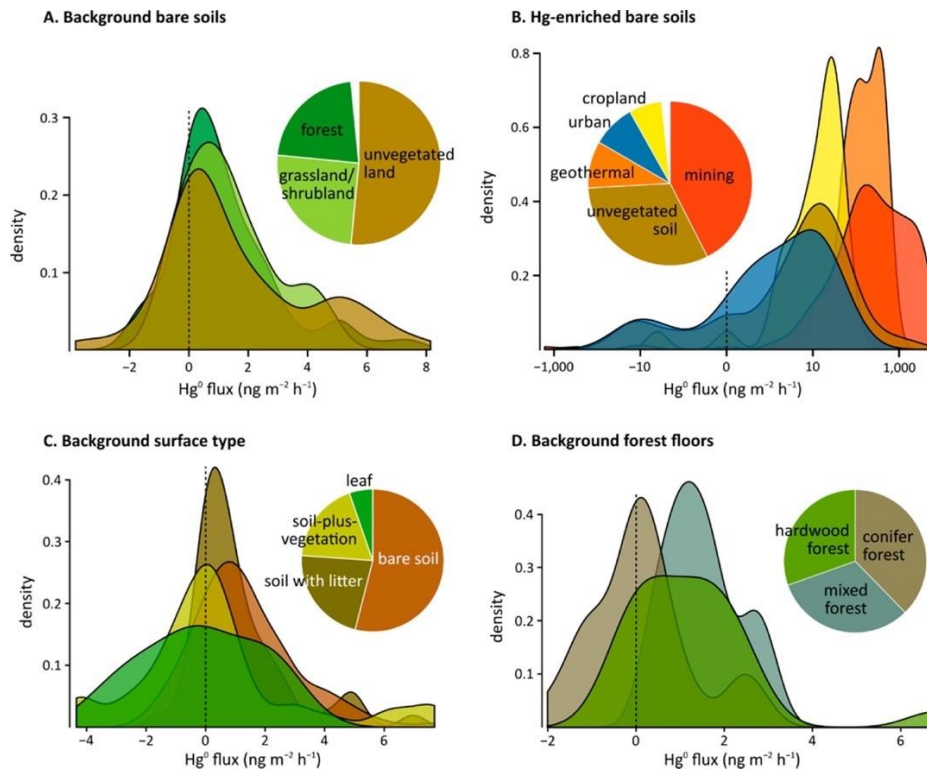 A. Background bare soils
density
0.3
0.2
0.1
forest
grassland/
shrubland
unvegetated
land
−2
0
2
4
6
8
Hg⁰ flux (ng m⁻² h⁻¹)
B. Hg-enriched bare soils
density
0.8
0.6
0.4
0.2
cropland
urban
geothermal
unvegetated
soil
mining
−1,000
−10
0
10
1,000
Hg⁰ flux (ng m⁻² h⁻¹)
C. Background surface type
density
0.4
0.3
0.2
0.1
leaf
soil-plus-
vegetation
soil with litter
bare soil
−4
−2
0
2
4
6
Hg⁰ flux (ng m⁻² h⁻¹)
D. Background forest floors
density
0.4
0.3
0.2
0.1
hardwood
forest
conifer
forest
mixed
forest
−2
0
2
4
6
Hg⁰ flux (ng m⁻² h⁻¹)